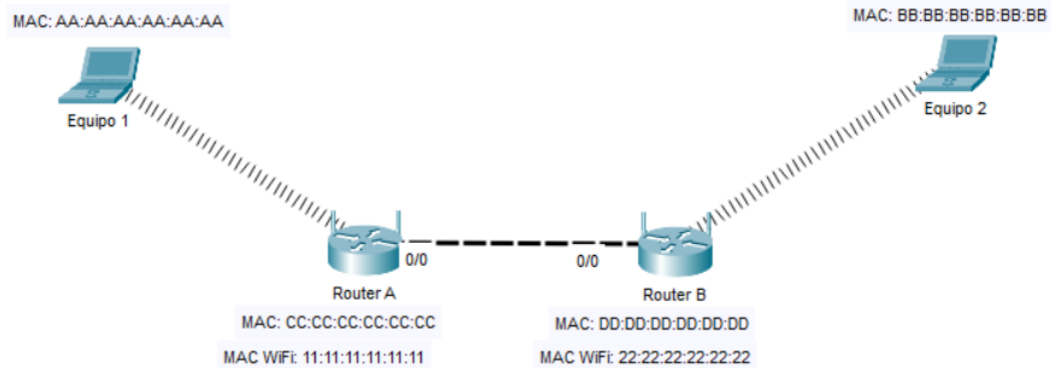 MAC: AA:AA:AA:AA:AA:AA
MAC: BB:BB:BB:BB:BB:BB
Equipo 1
Equipo 2
0/0
0/0
Router A
Router B
MAC: CC:CC:CC:CC:CC:CC
MAC: DD:DD:DD:DD:DD:DD
MAC WiFi: 11:11:11:11:11:11
MAC WiFi: 22:22:22:22:22:22